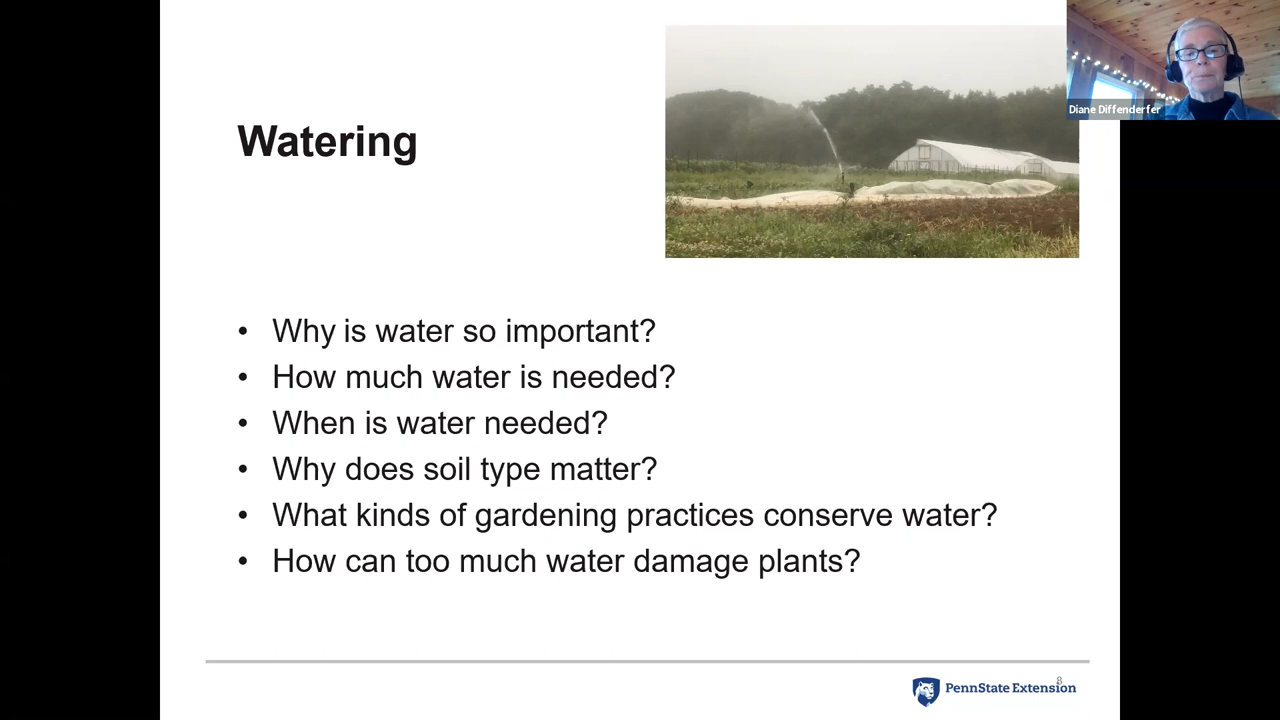 Diane Diffenderfer
Watering
• Why is water so important?
• How much water is needed?
• When is water needed?
• Why does soil type matter?
• What kinds of gardening practices conserve water?
• How can too much water damage plants?
8
PennState Extension